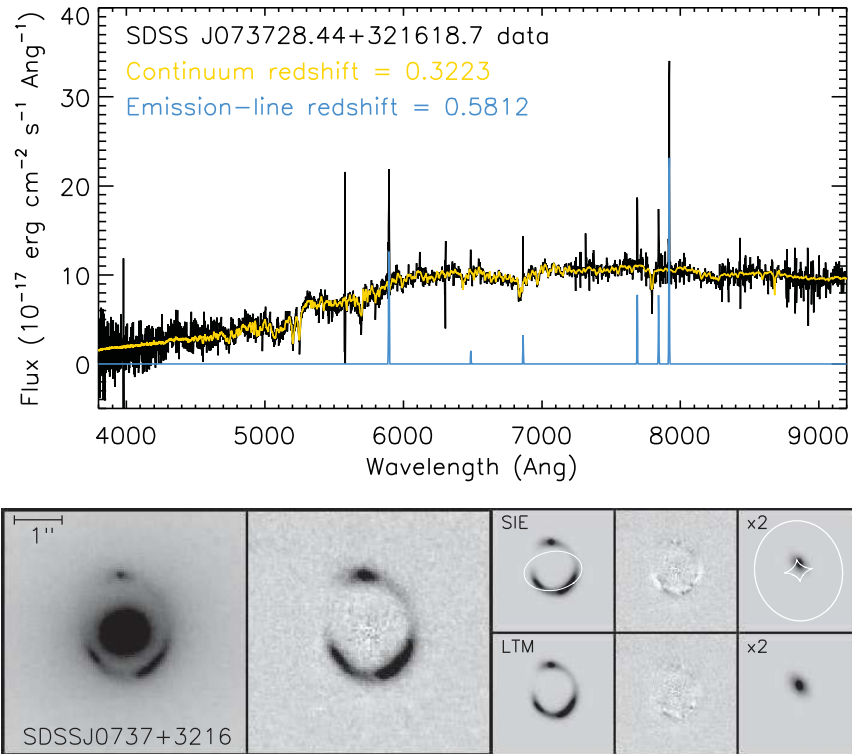 40
30
20
10
0
Flux (10⁻¹⁷ erg cm⁻² s⁻¹ Ang⁻¹)
SDSS J073728.44+321618.7 data
Continuum redshift = 0.3223
Emission-line redshift = 0.5812
4000 5000 6000 7000 8000 9000
Wavelength (Ang)
1"
SDSSJ0737+3216
SIE
x2
LTM
x2